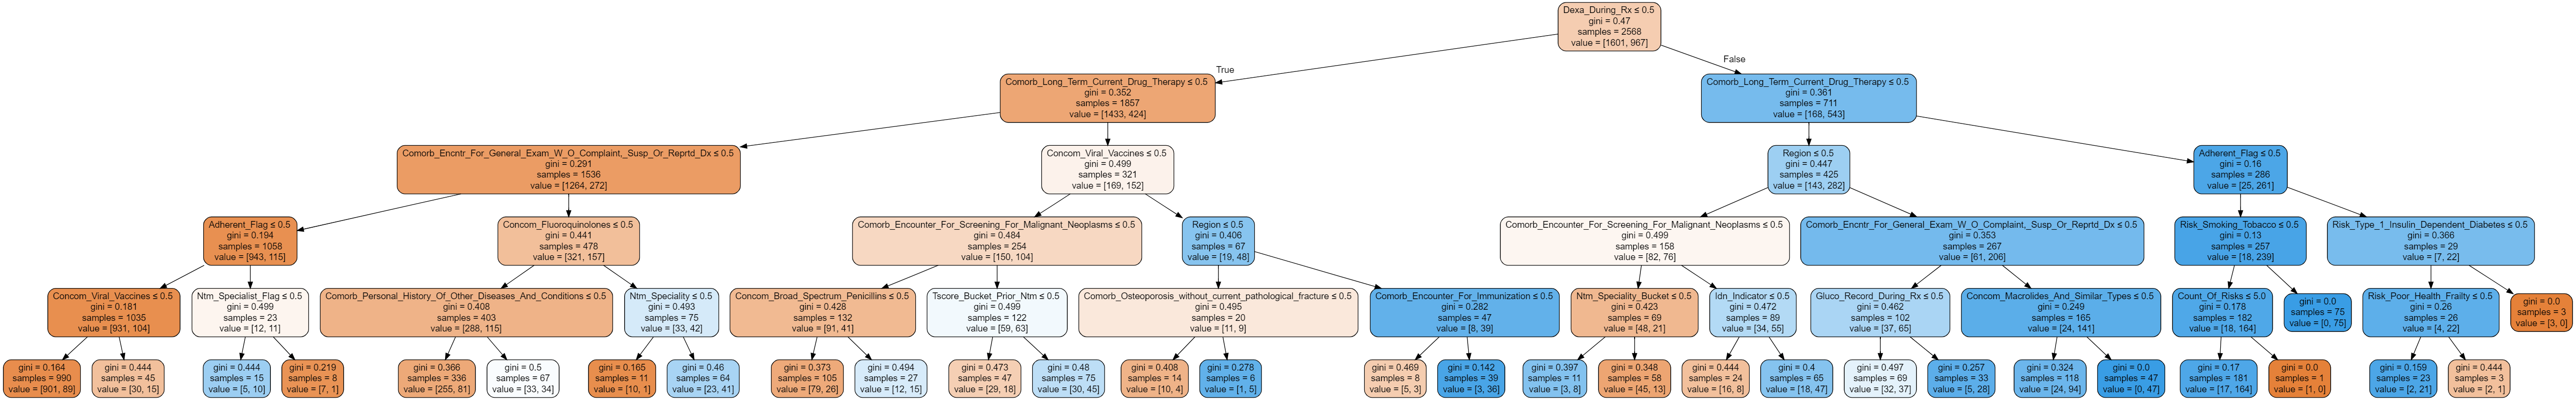 Dexa_During_Rx ≤ 0.5
gini = 0.47
samples = 2568
value = [1601, 967]
True
False
Comorb_Long_Term_Current_Drug_Therapy ≤ 0.5
gini = 0.352
samples = 1857
value = [1433, 424]
Comorb_Long_Term_Current_Drug_Therapy ≤ 0.5
gini = 0.361
samples = 711
value = [168, 543]
Comorb_Encntr_For_General_Exam_W_O_Complaint,_Susp_Or_Reprtd_Dx ≤ 0.5
gini = 0.291
samples = 1536
value = [1264, 272]
Concom_Viral_Vaccines ≤ 0.5
gini = 0.499
samples = 321
value = [169, 152]
Region ≤ 0.5
gini = 0.447
samples = 425
value = [143, 282]
Adherent_Flag ≤ 0.5
gini = 0.16
samples = 286
value = [25, 261]
Adherent_Flag ≤ 0.5
gini = 0.194
samples = 1058
value = [943, 115]
Concom_Fluoroquinolones ≤ 0.5
gini = 0.441
samples = 478
value = [321, 157]
Comorb_Encounter_For_Screening_For_Malignant_Neoplasms ≤ 0.5
gini = 0.484
samples = 254
value = [150, 104]
Region ≤ 0.5
gini = 0.406
samples = 67
value = [19, 48]
Comorb_Encounter_For_Screening_For_Malignant_Neoplasms ≤ 0.5
gini = 0.499
samples = 158
value = [82, 76]
Comorb_Encntr_For_General_Exam_W_O_Complaint,_Susp_Or_Reprtd_Dx ≤ 0.5
gini = 0.353
samples = 267
value = [61, 206]
Risk_Smoking_Tobacco ≤ 0.5
gini = 0.13
samples = 257
value = [18, 239]
Risk_Type_1_Insulin_Dependent_Diabetes ≤ 0.5
gini = 0.366
samples = 29
value = [7, 22]
Concom_Viral_Vaccines ≤ 0.5
gini = 0.181
samples = 1035
value = [931, 104]
Ntm_Specialist_Flag ≤ 0.5
gini = 0.499
samples = 23
value = [12, 11]
Comorb_Personal_History_Of_Other_Diseases_And_Conditions ≤ 0.5
gini = 0.408
samples = 403
value = [288, 115]
Ntm_Speciality ≤ 0.5
gini = 0.493
samples = 75
value = [33, 42]
Concom_Broad_Spectrum_Penicillins ≤ 0.5
gini = 0.428
samples = 132
value = [91, 41]
Tscore_Bucket_Prior_Ntm ≤ 0.5
gini = 0.499
samples = 122
value = [59, 63]
Comorb_Osteoporosis_without_current_pathological_fracture ≤ 0.5
gini = 0.495
samples = 20
value = [11, 9]
Comorb_Encounter_For_Immunization ≤ 0.5
gini = 0.282
samples = 47
value = [8, 39]
Ntm_Speciality_Bucket ≤ 0.5
gini = 0.423
samples = 69
value = [48, 21]
Idn_Indicator ≤ 0.5
gini = 0.472
samples = 89
value = [34, 55]
Gluco_Record_During_Rx ≤ 0.5
gini = 0.462
samples = 102
value = [37, 65]
Concom_Macrolides_And_Similar_Types ≤ 0.5
gini = 0.249
samples = 165
value = [24, 141]
Count_Of_Risks ≤ 5.0
gini = 0.178
samples = 182
value = [18, 164]
gini = 0.0
samples = 75
value = [0, 75]
Risk_Poor_Health_Frailty ≤ 0.5
gini = 0.26
samples = 26
value = [4, 22]
gini = 0.0
samples = 3
value = [3, 0]
gini = 0.164
samples = 990
value = [901, 89]
gini = 0.444
samples = 45
value = [30, 15]
gini = 0.444
samples = 15
value = [5, 10]
gini = 0.219
samples = 8
value = [7, 1]
gini = 0.366
samples = 336
value = [255, 81]
gini = 0.5
samples = 67
value = [33, 34]
gini = 0.165
samples = 11
value = [10, 1]
gini = 0.46
samples = 64
value = [23, 41]
gini = 0.373
samples = 105
value = [79, 26]
gini = 0.494
samples = 27
value = [12, 15]
gini = 0.473
samples = 47
value = [29, 18]
gini = 0.48
samples = 75
value = [30, 45]
gini = 0.408
samples = 14
value = [10, 4]
gini = 0.278
samples = 6
value = [1, 5]
gini = 0.469
samples = 8
value = [5, 3]
gini = 0.142
samples = 39
value = [3, 36]
gini = 0.397
samples = 11
value = [3, 8]
gini = 0.348
samples = 58
value = [45, 13]
gini = 0.444
samples = 24
value = [16, 8]
gini = 0.4
samples = 65
value = [18, 47]
gini = 0.497
samples = 69
value = [32, 37]
gini = 0.257
samples = 33
value = [5, 28]
gini = 0.324
samples = 118
value = [24, 94]
gini = 0.0
samples = 47
value = [0, 47]
gini = 0.17
samples = 181
value = [17, 164]
gini = 0.0
samples = 1
value = [1, 0]
gini = 0.159
samples = 23
value = [2, 21]
gini = 0.444
samples = 3
value = [2, 1]